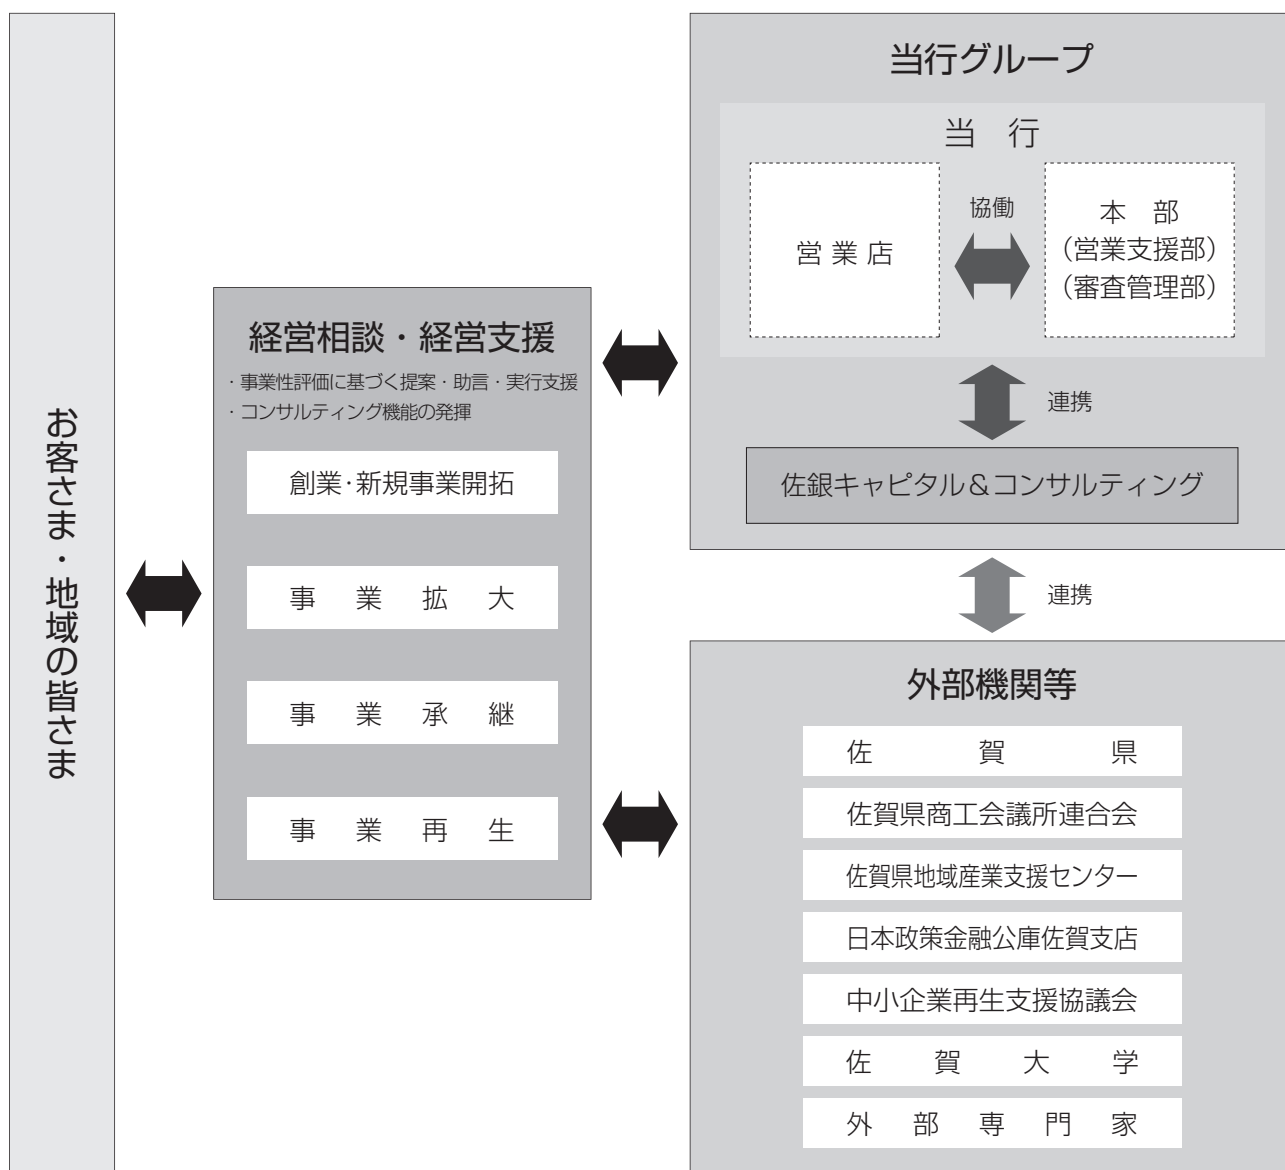 お客さま・地域の皆さま
経営相談・経営支援
・事業性評価に基づく提案・助言・実行支援
・コンサルティング機能の発揮
創業・新規事業開拓
事業拡大
事業承継
事業再生
当行グループ
当行
営業店
協働
本部
（営業支援部）
（審査管理部）
連携
佐銀キャピタル＆コンサルティング
連携
外部機関等
佐賀県
佐賀県商工会議所連合会
佐賀県地域産業支援センター
日本政策金融公庫佐賀支店
中小企業再生支援協議会
佐賀大学
外部専門家